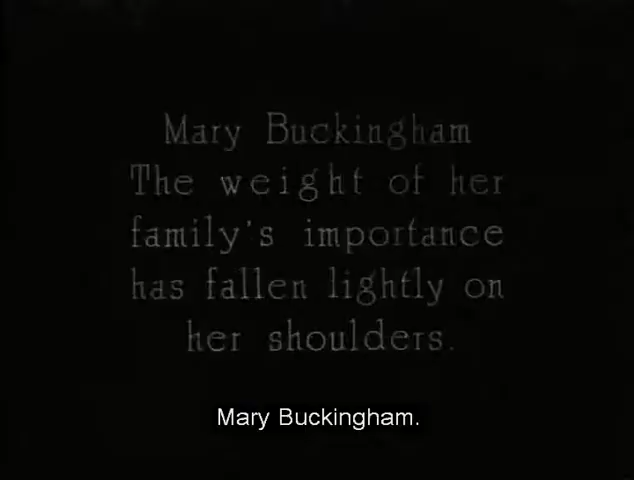 Mary Buckingham
The weight of her
family's importance
has fallen lightly on
her shoulders.
Mary Buckingham.